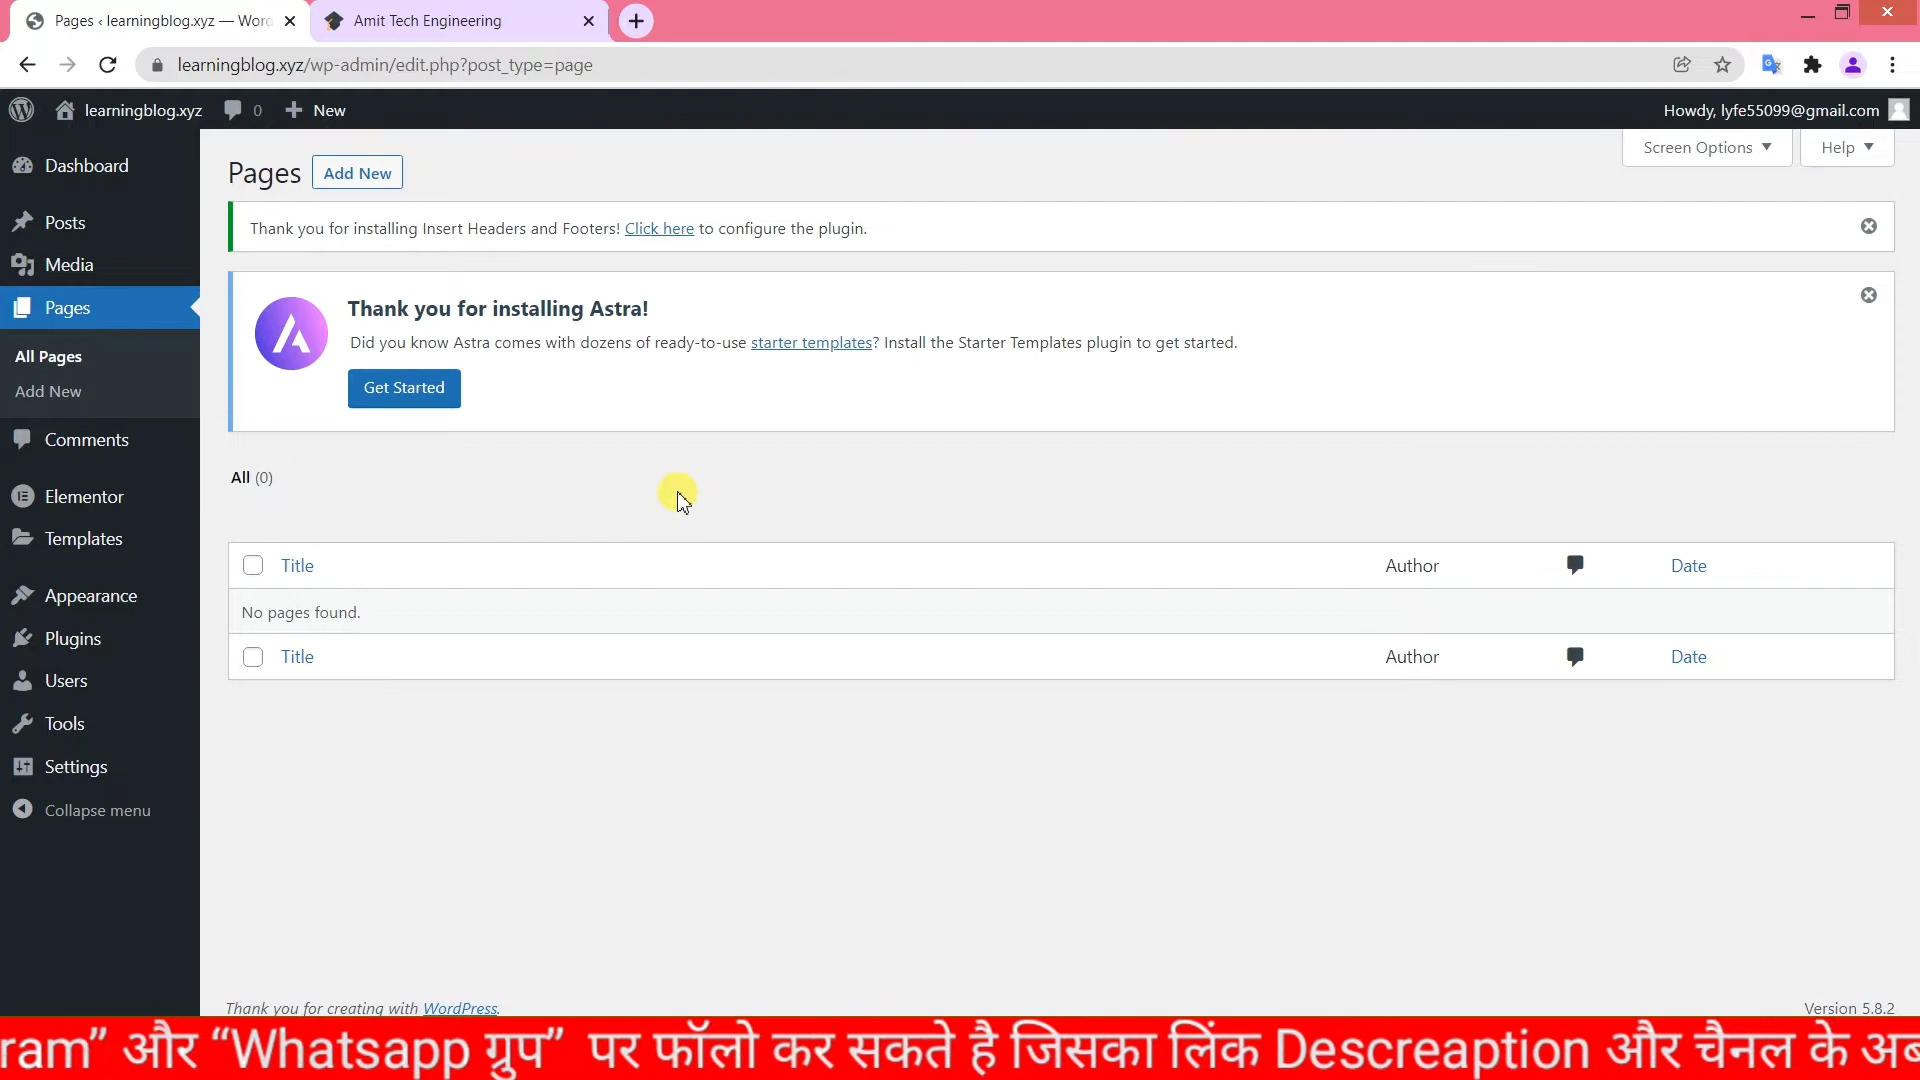 Pages ‹ learningblog.xyz — Word
Amit Tech Engineering
learningblog.xyz/wp-admin/edit.php?post_type=page
learningblog.xyz
0
New
Howdy, lyfe55099@gmail.com
Dashboard
Posts
Media
Pages
All Pages
Add New
Comments
Elementor
Templates
Appearance
Plugins
Users
Tools
Settings
Collapse menu
Screen Options
Help
Pages
Add New
Thank you for installing Insert Headers and Footers! Click here to configure the plugin.
Thank you for installing Astra!
Did you know Astra comes with dozens of ready-to-use starter templates? Install the Starter Templates plugin to get started.
Get Started
All (0)
Title Author Date
No pages found.
Title Author Date
Thank you for creating with WordPress.
Version 5.8.2
ram” और “Whatsapp ग्रुप” पर फॉलो कर सकते है जिसका लिंक Descreaption और चैनल के अब